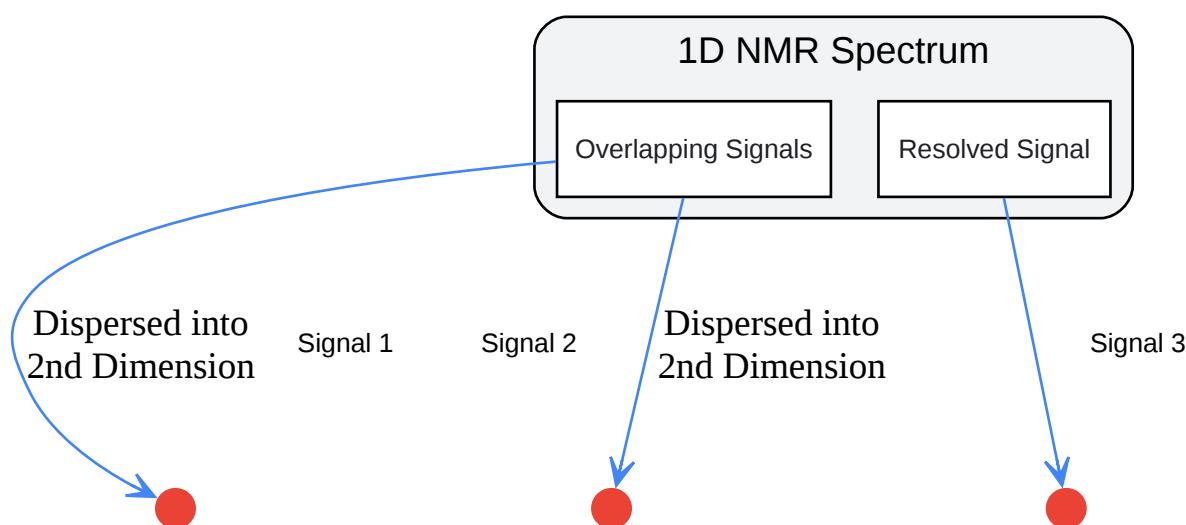 1D NMR Spectrum
Overlapping Signals
Resolved Signal
Dispersed into
2nd Dimension
Signal 1
Signal 2
Dispersed into
2nd Dimension
Signal 3